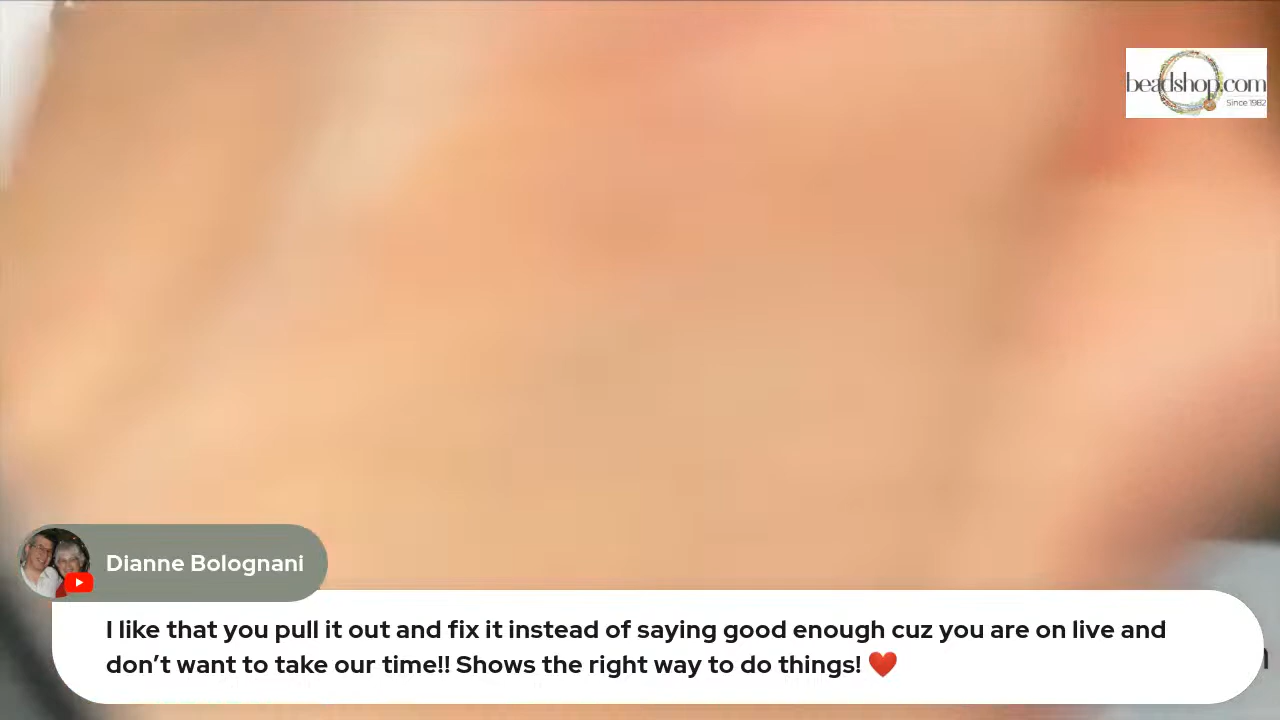 beadshop.com
Since 1982
Dianne Bolognani
I like that you pull it out and fix it instead of saying good enough cuz you are on live and
don’t want to take our time!! Shows the right way to do things! ❤️